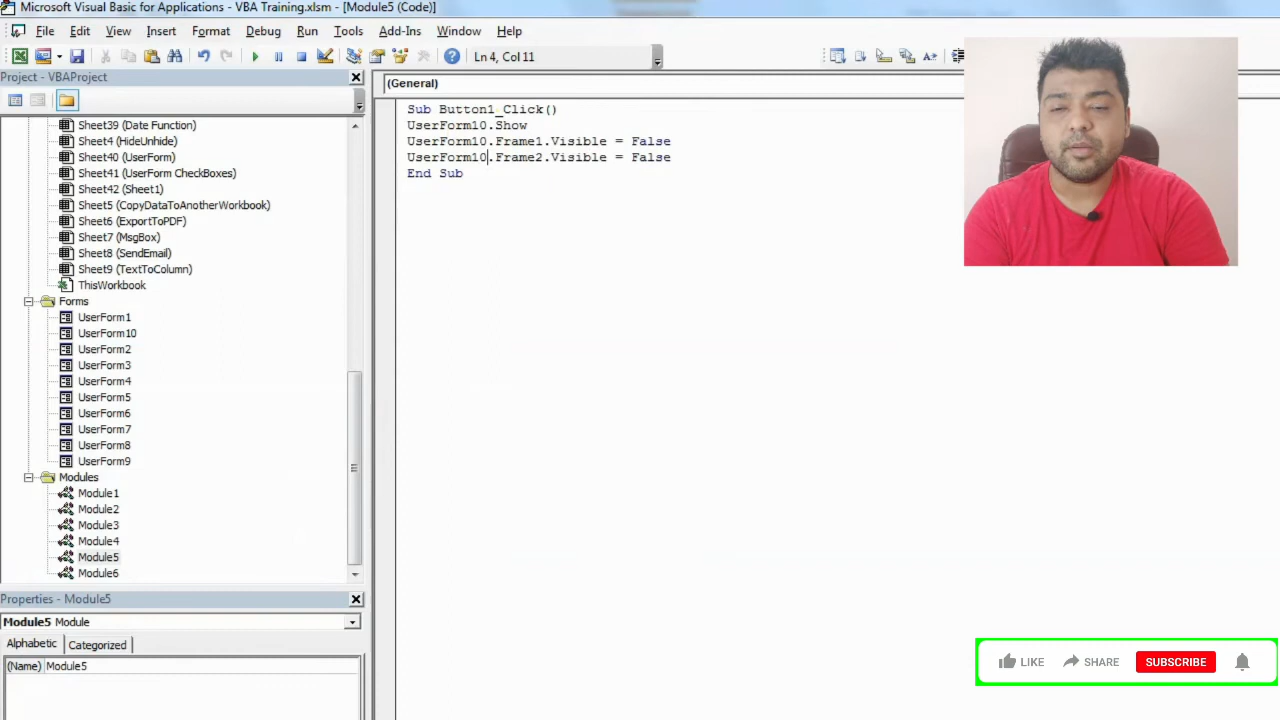 Microsoft Visual Basic for Applications - VBA Training.xlsm - [Module5 (Code)]
File Edit View Insert Format Debug Run Tools Add-Ins Window Help
Ln 4, Col 11
Project - VBAProject
(General)
Sheet39 (Date Function)
Sheet4 (HideUnhide)
Sheet40 (UserForm)
Sheet41 (UserForm CheckBoxes)
Sheet42 (Sheet1)
Sheet5 (CopyDataToAnotherWorkbook)
Sheet6 (ExportToPDF)
Sheet7 (MsgBox)
Sheet8 (SendEmail)
Sheet9 (TextToColumn)
ThisWorkbook
Forms
UserForm1
UserForm10
UserForm2
UserForm3
UserForm4
UserForm5
UserForm6
UserForm7
UserForm8
UserForm9
Modules
Module1
Module2
Module3
Module4
Module5
Module6
Properties - Module5
Module5 Module
Alphabetic Categorized
(Name) Module5
Sub Button1_Click()
UserForm10.Show
UserForm10.Frame1.Visible = False
UserForm10.Frame2.Visible = False
End Sub
LIKE SHARE SUBSCRIBE